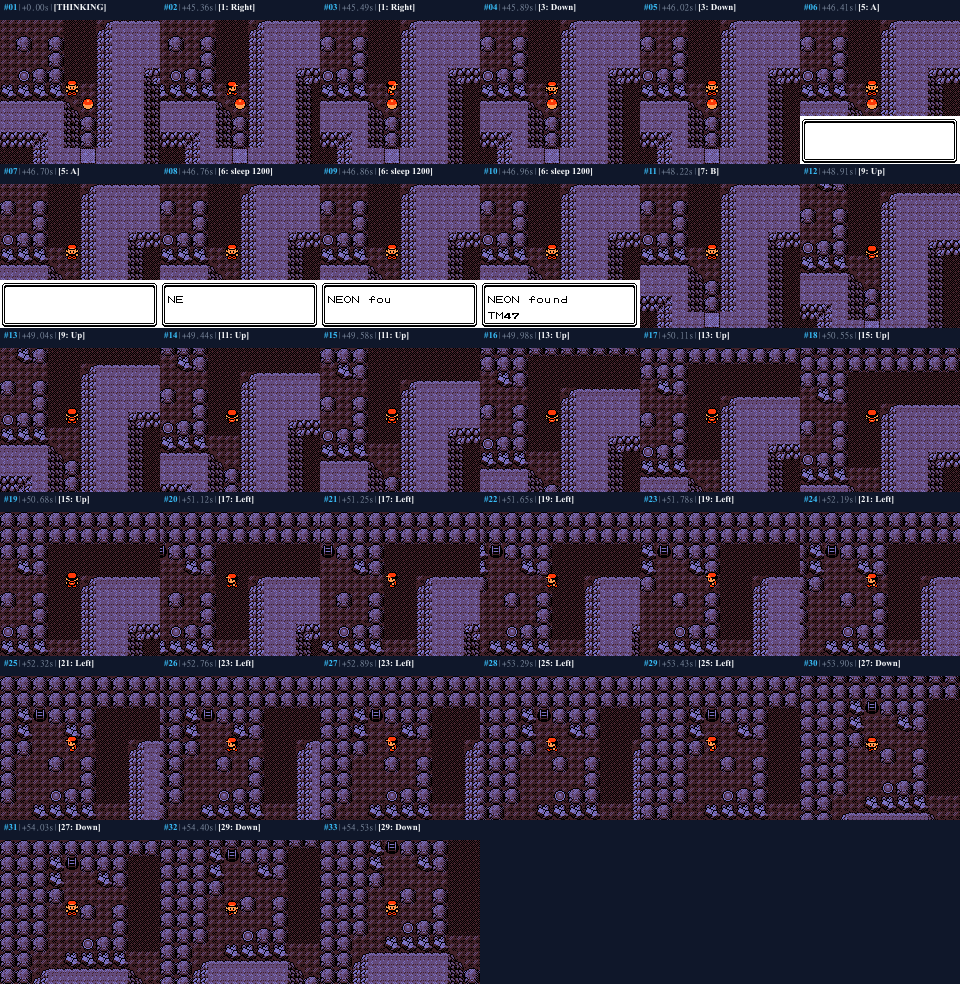 #01|+0.00s|[THINKING]
#02|+45.36s|[1: Right]
#03|+45.49s|[1: Right]
#04|+45.89s|[3: Down]
#05|+46.02s|[3: Down]
#06|+46.41s|[5: A]
#07|+46.70s|[5: A]
#08|+46.76s|[6: sleep 1200]
#09|+46.86s|[6: sleep 1200]
#10|+46.96s|[6: sleep 1200]
#11|+48.22s|[7: B]
#12|+48.91s|[9: Up]
NE
NEON fou
NEON found
TM47
#13|+49.04s|[9: Up]
#14|+49.44s|[11: Up]
#15|+49.58s|[11: Up]
#16|+49.98s|[13: Up]
#17|+50.11s|[13: Up]
#18|+50.55s|[15: Up]
#19|+50.68s|[15: Up]
#20|+51.12s|[17: Left]
#21|+51.25s|[17: Left]
#22|+51.65s|[19: Left]
#23|+51.78s|[19: Left]
#24|+52.19s|[21: Left]
#25|+52.32s|[21: Left]
#26|+52.76s|[23: Left]
#27|+52.89s|[23: Left]
#28|+53.29s|[25: Left]
#29|+53.43s|[25: Left]
#30|+53.90s|[27: Down]
#31|+54.03s|[27: Down]
#32|+54.40s|[29: Down]
#33|+54.53s|[29: Down]